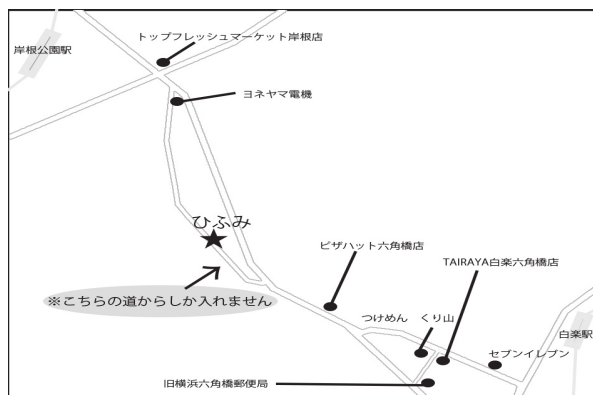 トップフレッシュマーケット岸根店
岸根公園駅
ヨネヤマ電機
ひふみ
ピザハット六角橋店
TAIRAYA白楽六角橋店
※こちらの道からしか入れません
つけめん くり山
白楽駅
セブンイレブン
旧横浜六角橋郵便局